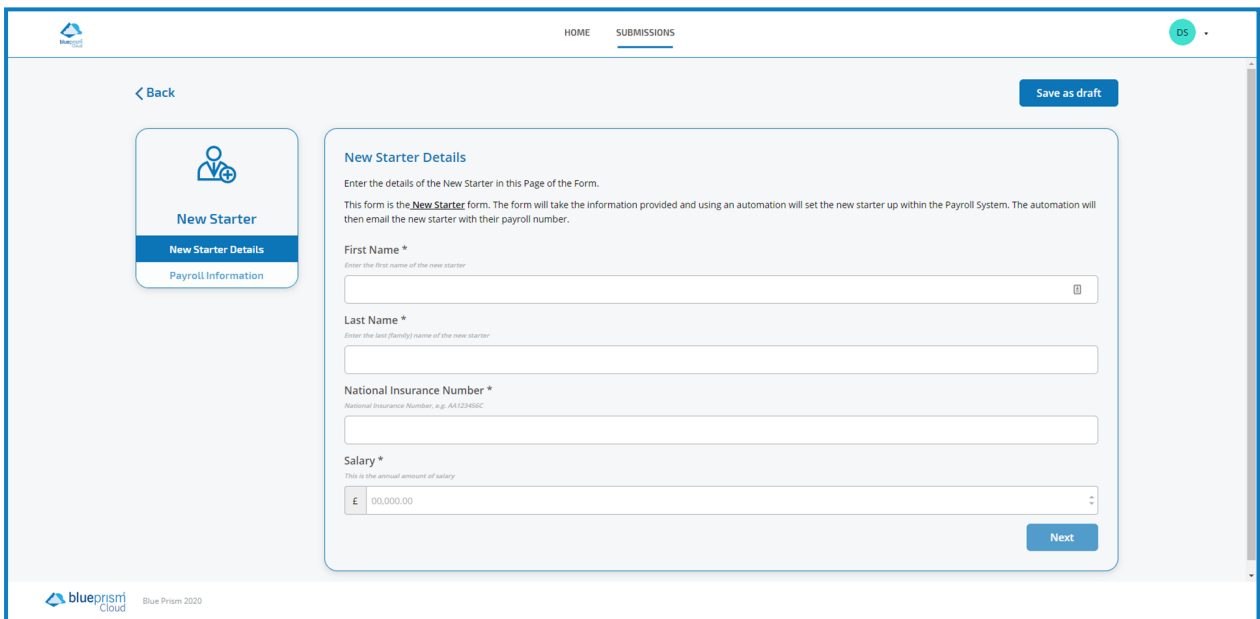 blueprism
Cloud
HOME SUBMISSIONS
DS
Back
Save as draft
New Starter
New Starter Details
Payroll Information
New Starter Details
Enter the details of the New Starter in this Page of the Form.
This form is the New Starter form. The form will take the information provided and using an automation will set the new starter up within the Payroll System. The automation will
then email the new starter with their payroll number.
First Name *
Enter the first name of the new starter
Last Name *
Enter the last (family) name of the new starter
National Insurance Number *
National Insurance Number, e.g. AA123456C
Salary *
This is the annual amount of salary
£ 00,000.00
Next
blueprism
Cloud
Blue Prism 2020